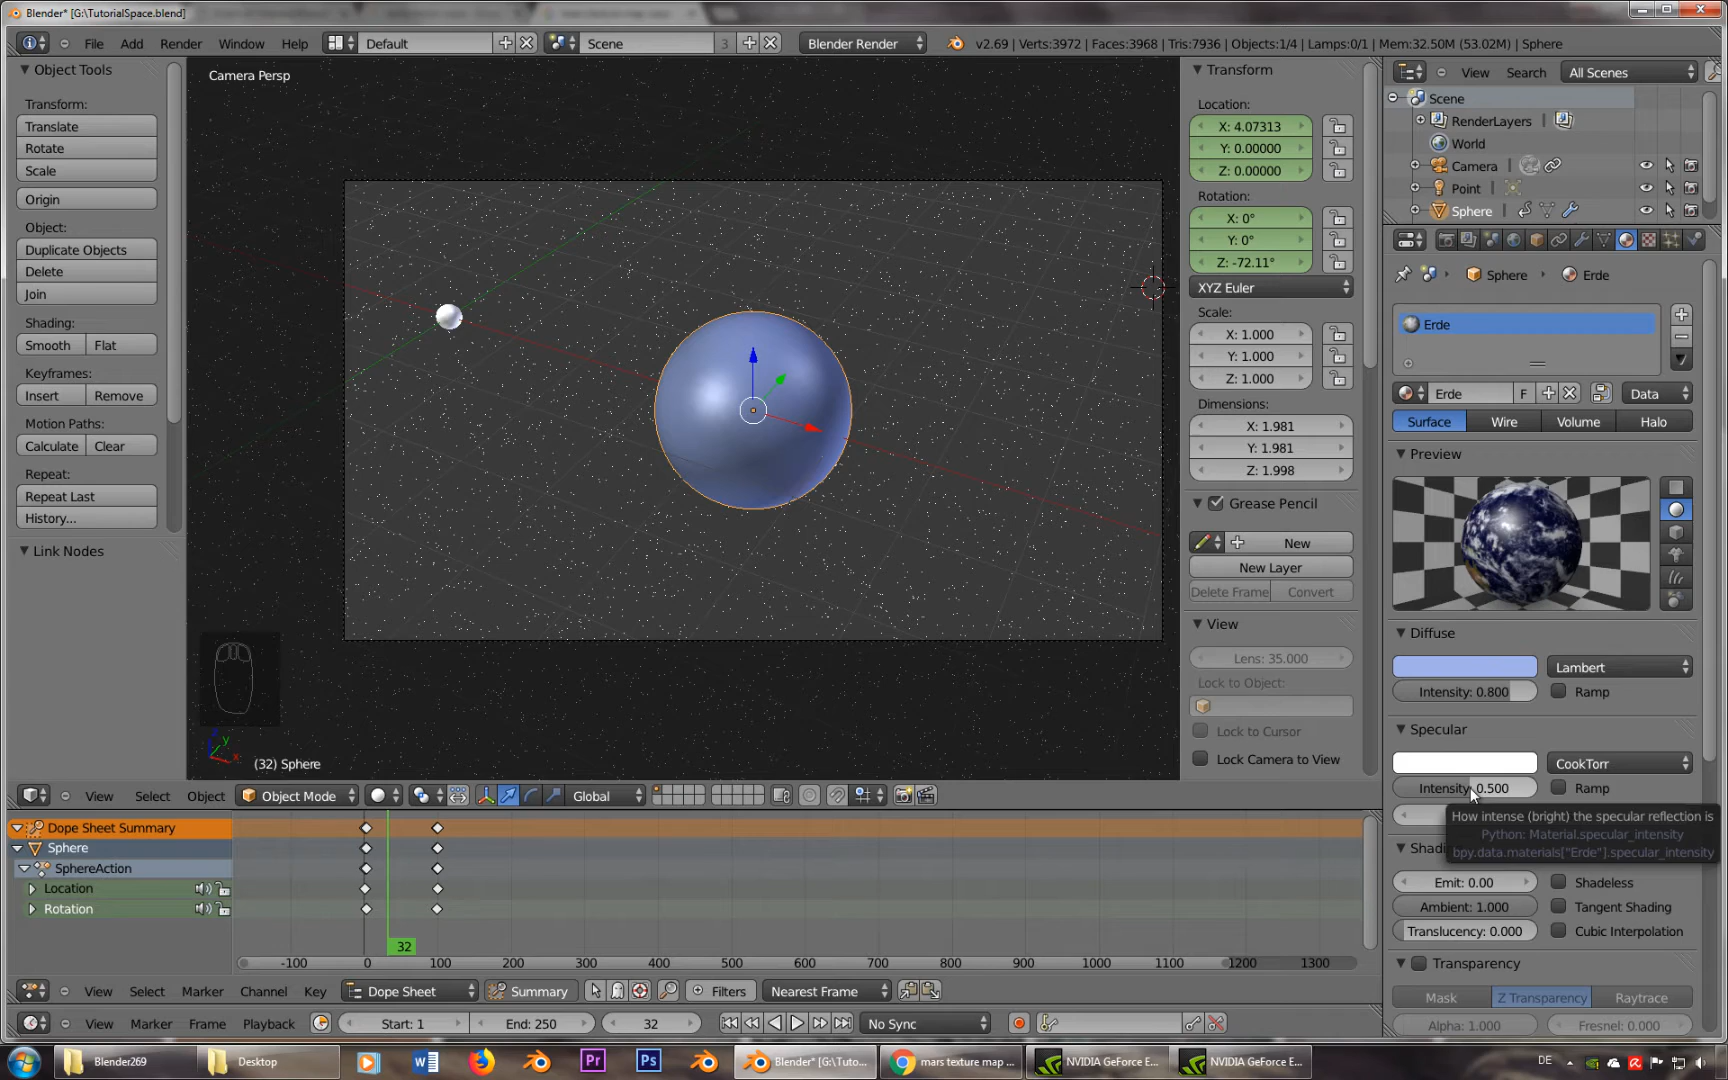 Blender* [G:\TutorialSpace.blend]
File Add Render Window Help Default Scene 3 Blender Render v2.69 | Verts:3972 | Faces:3968 | Tris:7936 | Objects:1/4 | Lamps:0/1 | Mem:32.50M (53.02M) | Sphere
Object Tools
Transform:
Translate
Rotate
Scale
Origin
Object:
Duplicate Objects
Delete
Join
Shading:
Smooth Flat
Keyframes:
Insert Remove
Motion Paths:
Calculate Clear
Repeat:
Repeat Last
History...
Link Nodes
Camera Persp
(32) Sphere
Transform
Location:
X: 4.07313
Y: 0.00000
Z: 0.00000
Rotation:
X: 0°
Y: 0°
Z: -72.11°
XYZ Euler
Scale:
X: 1.000
Y: 1.000
Z: 1.000
Dimensions:
X: 1.981
Y: 1.981
Z: 1.998
Grease Pencil
New
New Layer
Delete Frame Convert
View
Lens: 35.000
Lock to Object:
Lock to Cursor
Lock Camera to View
View Search All Scenes
Scene
RenderLayers
World
Camera
Point
Sphere
Sphere Erde
Erde
Erde F Data
Surface Wire Volume Halo
Preview
Diffuse
Lambert
Intensity: 0.800 Ramp
Specular
CookTorr
Intensity: 0.500 Ramp
How intense (bright) the specular reflection is
Python: Material.specular_intensity
bpy.data.materials["Erde"].specular_intensity
Emit: 0.00 Shadeless
Ambient: 1.000 Tangent Shading
Translucency: 0.000 Cubic Interpolation
Transparency
Mask Z Transparency Raytrace
Alpha: 1.000 Fresnel: 0.000
View Select Object Object Mode Global
Dope Sheet Summary
Sphere
SphereAction
Location
Rotation
32
-100 0 100 200 300 400 500 600 700 800 900 1000 1100 1200 1300
View Select Marker Channel Key Dope Sheet Summary Filters Nearest Frame
View Marker Frame Playback Start: 1 End: 250 32 No Sync
Blender269 Desktop Pr Ps Blender* [G:\Tuto... mars texture map ... NVIDIA GeForce E... NVIDIA GeForce E... DE